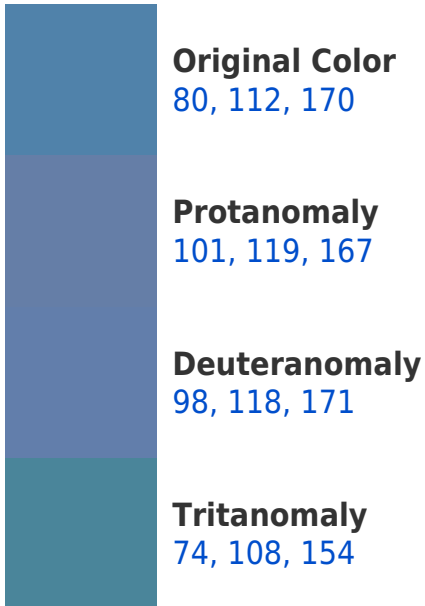 Original Color
80, 112, 170
Protanomaly
101, 119, 167
Deuteranomaly
98, 118, 171
Tritanomaly
74, 108, 154